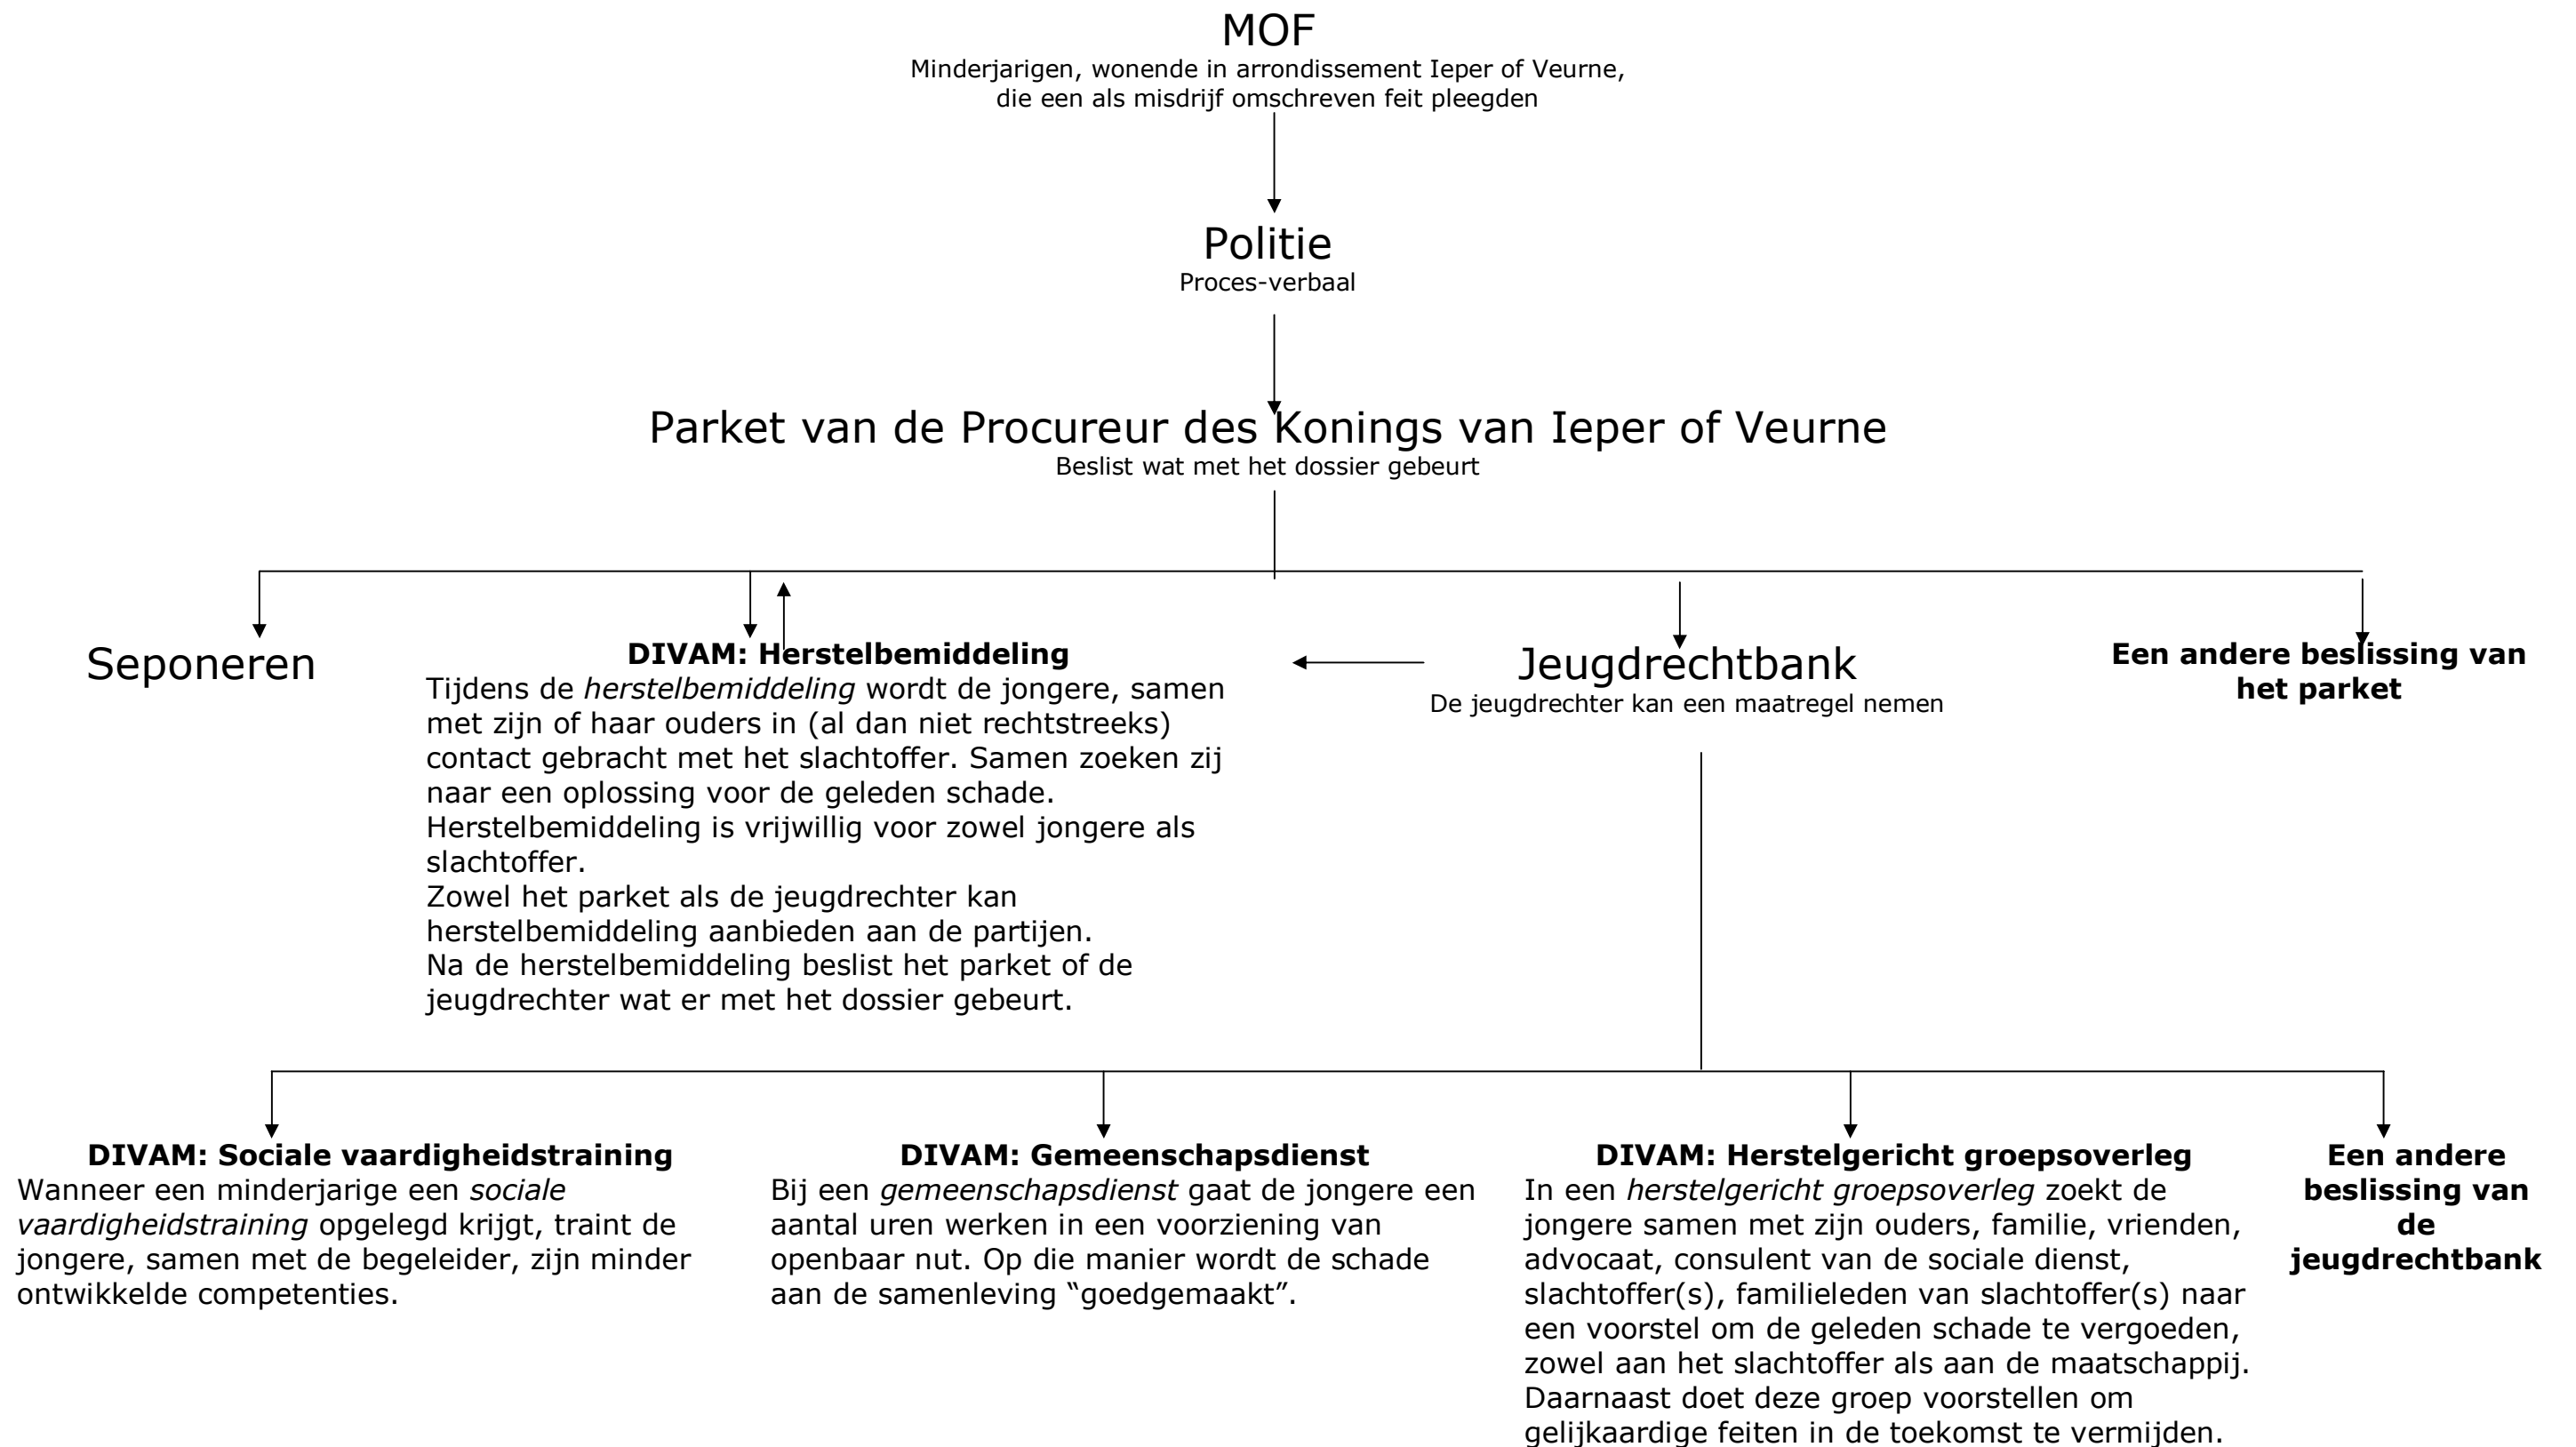 MOF
Minderjarigen, wonende in arrondissement Ieper of Veurne,
die een als misdrijf omschreven feit pleegden
Politie
Proces-verbaal
Parket van de Procureur des Konings van Ieper of Veurne
Beslist wat met het dossier gebeurt
Seponeren
DIVAM: Herstelbemiddeling
Tijdens de herstelbemiddeling wordt de jongere, samen
met zijn of haar ouders in (al dan niet rechtstreeks)
contact gebracht met het slachtoffer. Samen zoeken zij
naar een oplossing voor de geleden schade.
Herstelbemiddeling is vrijwillig voor zowel jongere als
slachtoffer.
Zowel het parket als de jeugdrechter kan
herstelbemiddeling aanbieden aan de partijen.
Na de herstelbemiddeling beslist het parket of de
jeugdrechter wat er met het dossier gebeurt.
Jeugdrechtbank
De jeugdrechter kan een maatregel nemen
Een andere beslissing van
het parket
DIVAM: Sociale vaardigheidstraining
Wanneer een minderjarige een sociale
vaardigheidstraining opgelegd krijgt, traint de
jongere, samen met de begeleider, zijn minder
ontwikkelde competenties.
DIVAM: Gemeenschapsdienst
Bij een gemeenschapsdienst gaat de jongere een
aantal uren werken in een voorziening van
openbaar nut. Op die manier wordt de schade
aan de samenleving “goedgemaakt”.
DIVAM: Herstelgericht groepsoverleg
In een herstelgericht groepsoverleg zoekt de
jongere samen met zijn ouders, familie, vrienden,
advocaat, consulent van de sociale dienst,
slachtoffer(s), familieleden van slachtoffer(s) naar
een voorstel om de geleden schade te vergoeden,
zowel aan het slachtoffer als aan de maatschappij.
Daarnaast doet deze groep voorstellen om
gelijkaardige feiten in de toekomst te vermijden.
Een andere
beslissing van
de
jeugdrechtbank